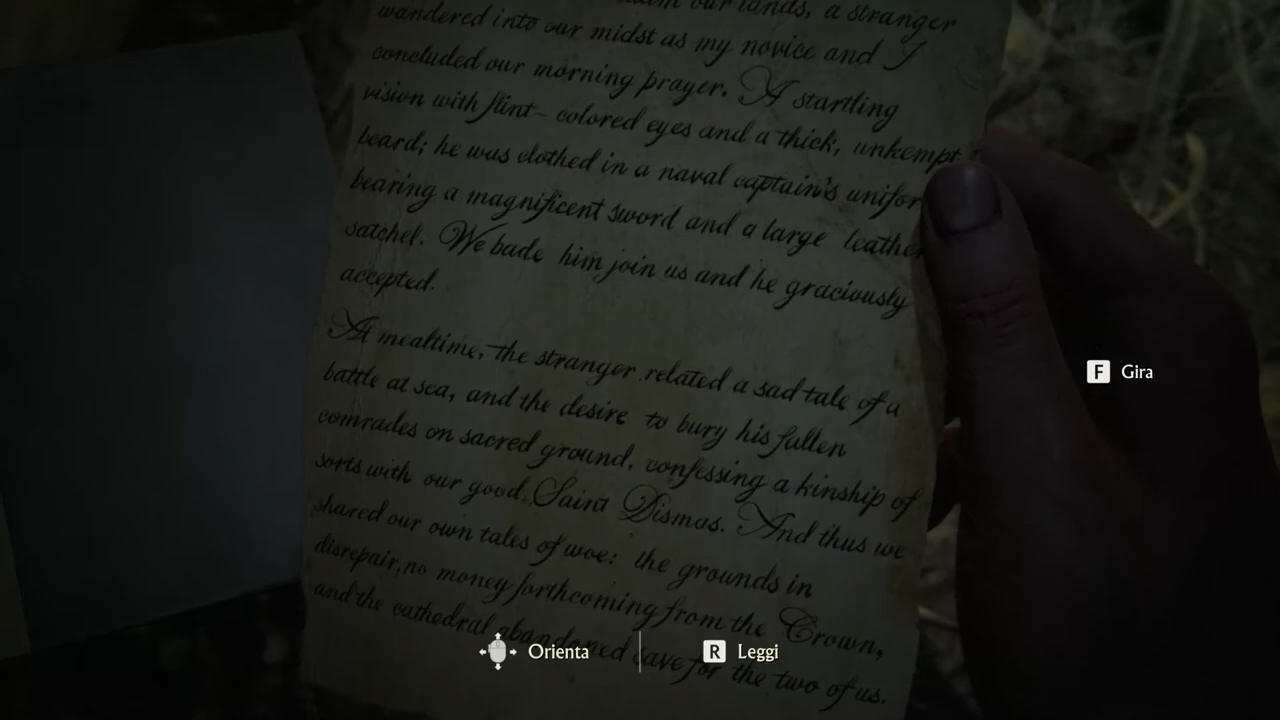 our lands, a stranger
wandered into our midst as my novice and I
concluded our morning prayer. A startling
vision with flint-colored eyes and a thick, unkempt
beard; he was clothed in a naval captain's unifor
bearing a magnificent sword and a large leather
satchel. We bade him join us and he graciously
accepted.
At mealtime, the stranger related a sad tale of a
battle at sea, and the desire to bury his fallen
comrades on sacred ground, confessing a kinship of
sorts with our good Saint Dismas. And thus we
shared our own tales of woe: the grounds in
disrepair, no money forthcoming from the Crown,
and the cathedral abandoned save for the two of us.
F Gira
Orienta
R Leggi